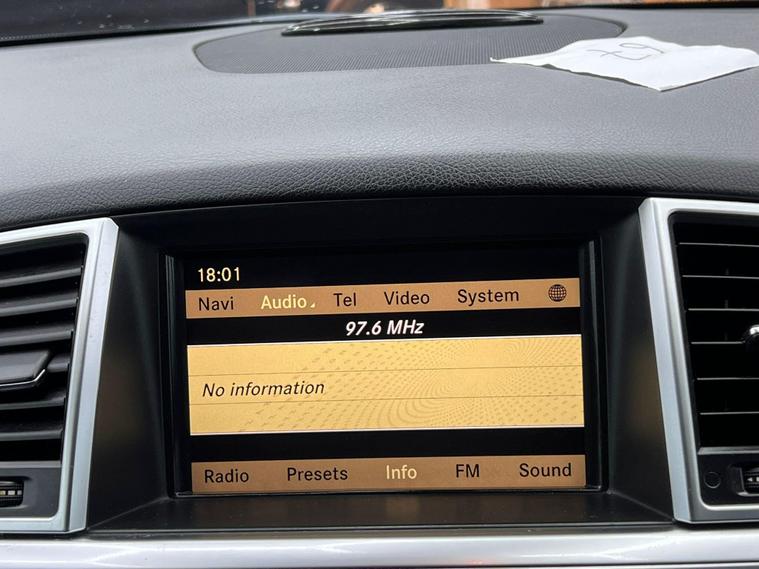 18:01
Navi Audio Tel Video System
97.6 MHz
No information
Radio Presets Info FM Sound